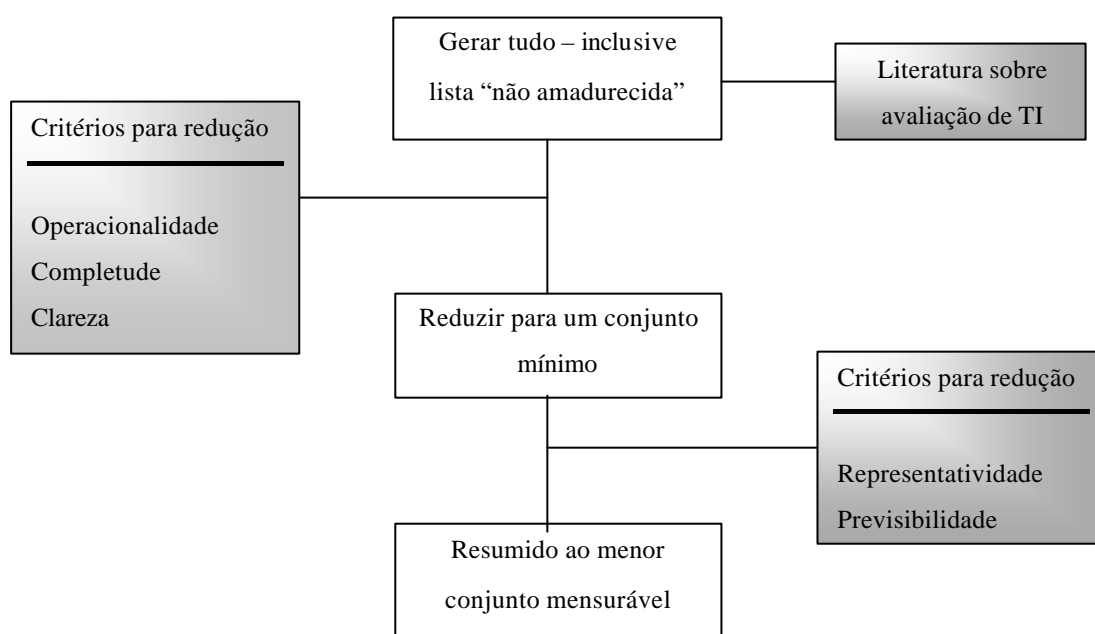 Gerar tudo – inclusive
lista “não amadurecida”
Literatura sobre
avaliação de TI
Critérios para redução
Operacionalidade
Completude
Clareza
Reduzir para um conjunto
mínimo
Critérios para redução
Representatividade
Previsibilidade
Resumido ao menor
conjunto mensurável